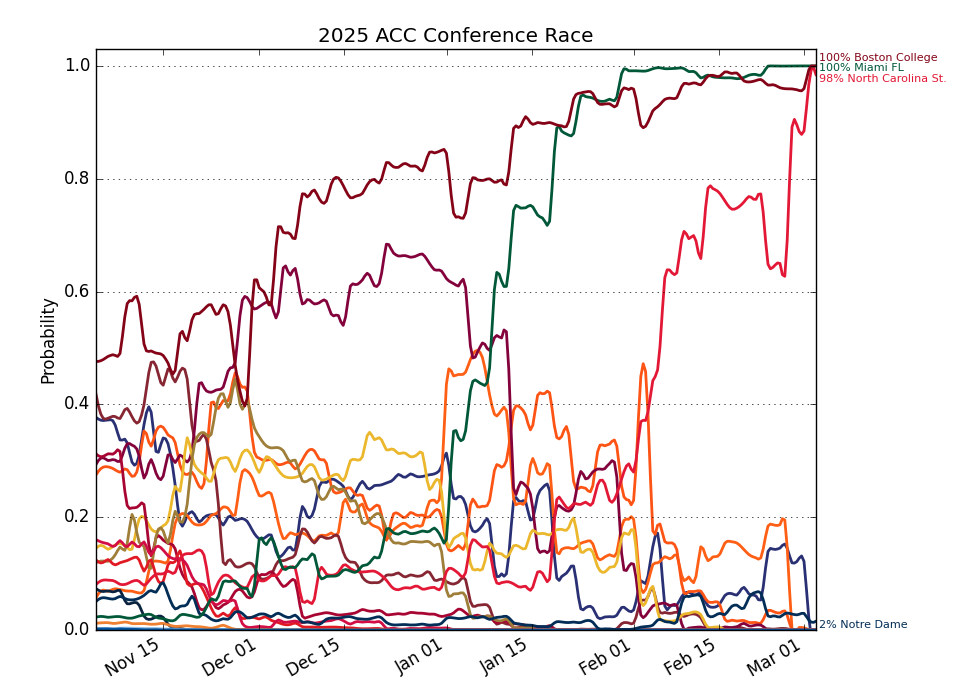 2025 ACC Conference Race
1.0
0.8
0.6
0.4
0.2
0.0
Probability
100% Boston College
100% Miami FL
98% North Carolina St.
2% Notre Dame
Nov 15
Dec 01
Dec 15
Jan 01
Jan 15
Feb 01
Feb 15
Mar 01